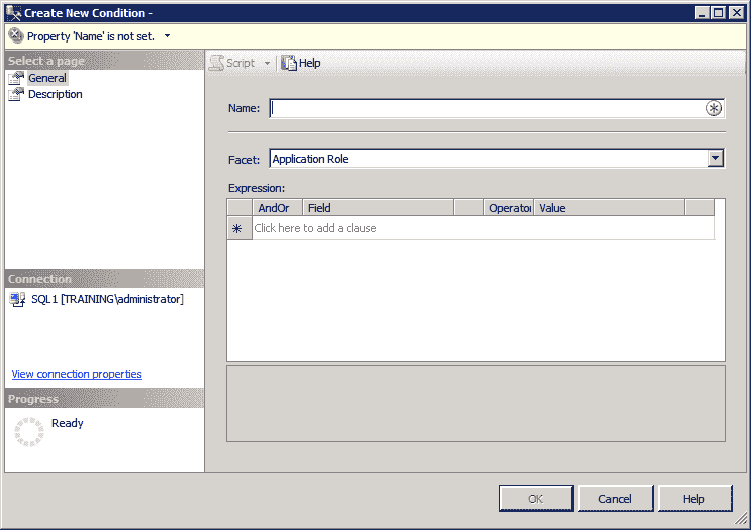 Create New Condition -
Property 'Name' is not set.
Select a page
General
Description
Script
Help
Name:
Facet:
Application Role
Expression:
AndOr Field Operator Value
Click here to add a clause
Connection
SQL1 [TRAINING\administrator]
View connection properties
Progress
Ready
OK
Cancel
Help